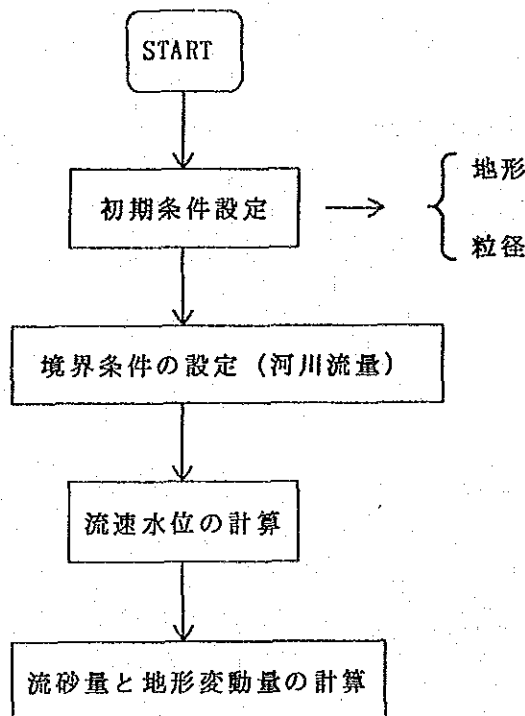 START
初期条件設定
地形
粒径
境界条件の設定（河川流量）
流速水位の計算
流砂量と地形変動量の計算